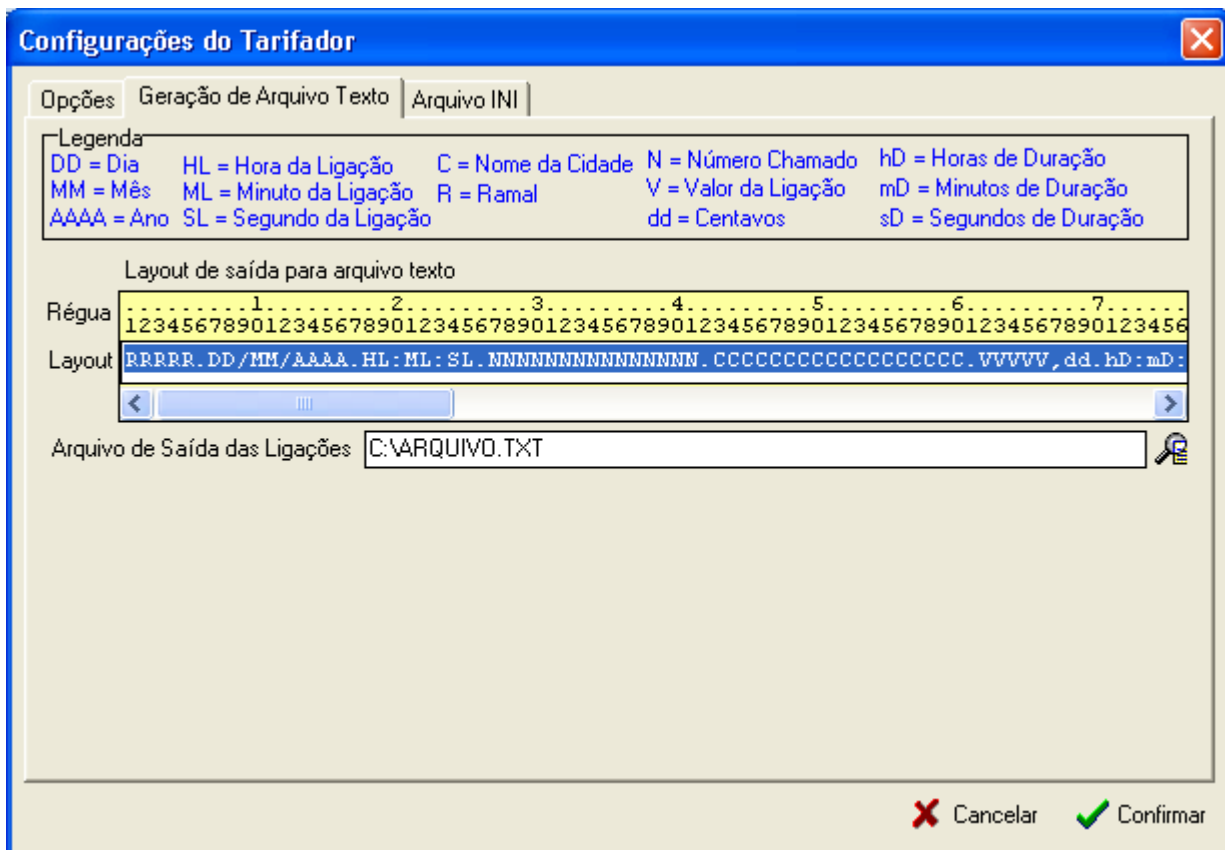 Configurações do Tarifador
Opções Geração de Arquivo Texto Arquivo INI
Legenda
DD = Dia HL = Hora da Ligação C = Nome da Cidade N = Número Chamado hD = Horas de Duração
MM = Mês ML = Minuto da Ligação R = Ramal V = Valor da Ligação mD = Minutos de Duração
AAAA = Ano SL = Segundo da Ligação dd = Centavos sD = Segundos de Duração
Layout de saída para arquivo texto
Régua .........1.........2.........3.........4.........5.........6.........7......
1234567890123456789012345678901234567890123456789012345678901234567890123456
Layout RRRRR.DD/MM/AAAA.HL:ML:SL.NNNNNNNNNNNNNNN.CCCCCCCCCCCCCCCCCC.VVVVV,dd.hD:mD:
Arquivo de Saída das Ligações C:\ARQUIVO.TXT
Cancelar Confirmar